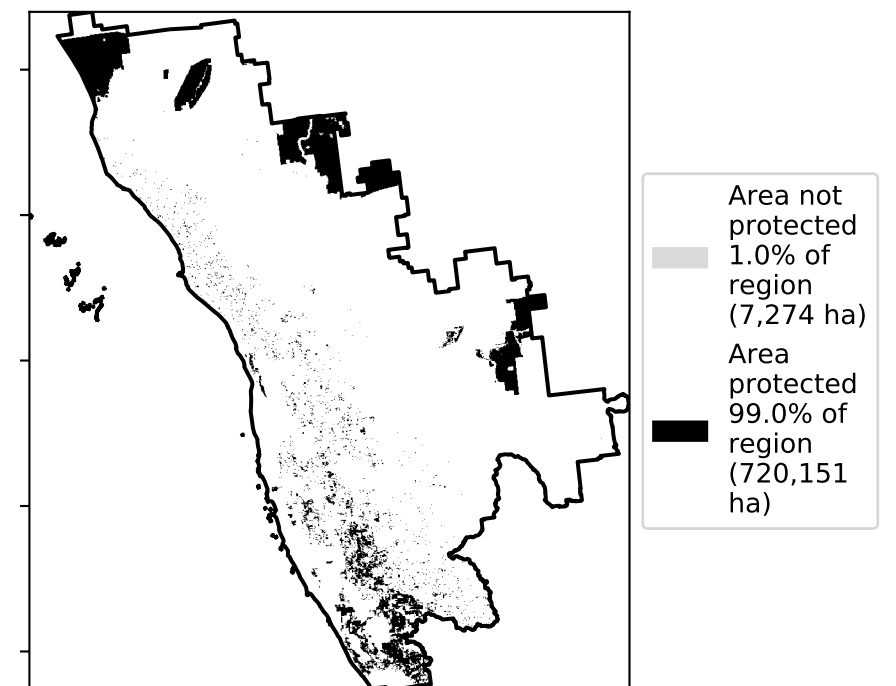 Area not
protected
1.0% of
region
(7,274 ha)
Area
protected
99.0% of
region
(720,151
ha)